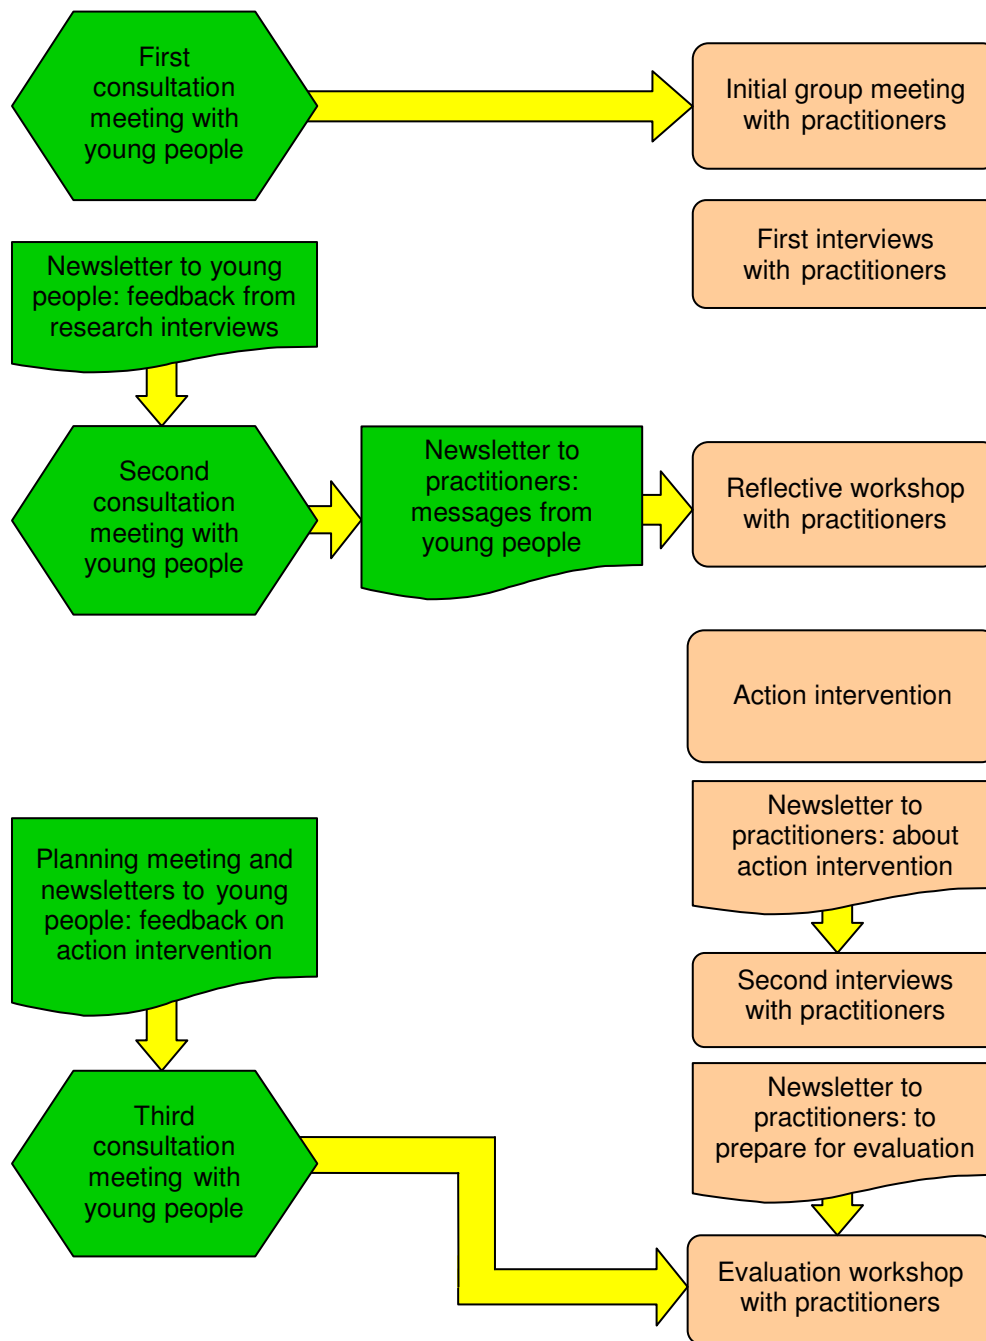 First
consultation
meeting with
young people
Initial group meeting
with practitioners
First interviews
with practitioners
Newsletter to young
people: feedback from
research interviews
Second
consultation
meeting with
young people
Newsletter to
practitioners:
messages from
young people
Reflective workshop
with practitioners
Action intervention
Newsletter to
practitioners: about
action intervention
Planning meeting and
newsletters to young
people: feedback on
action intervention
Second interviews
with practitioners
Newsletter to
practitioners: to
prepare for evaluation
Third
consultation
meeting with
young people
Evaluation workshop
with practitioners